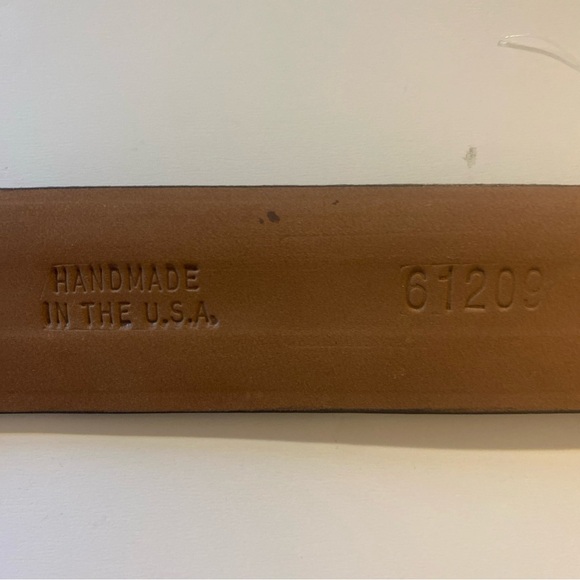 HANDMADE
IN THE U.S.A.
61209